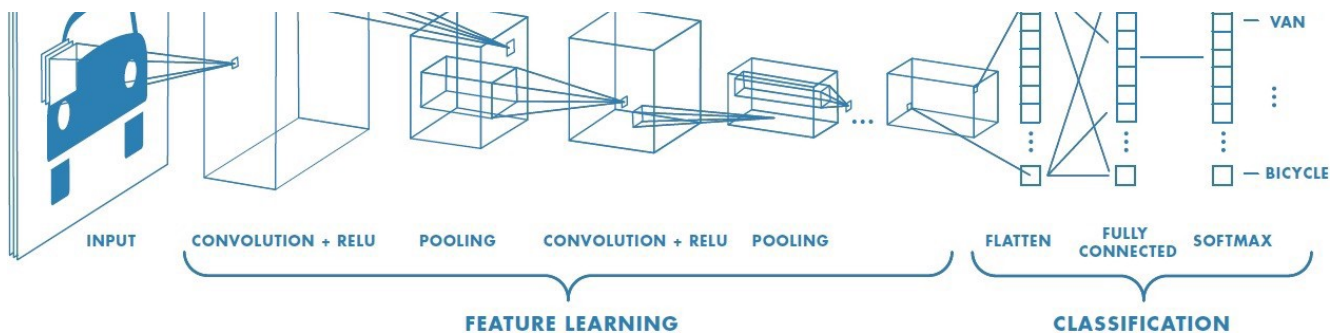 VAN
BICYCLE
INPUT
CONVOLUTION + RELU
POOLING
CONVOLUTION + RELU
POOLING
FLATTEN
FULLY
CONNECTED
SOFTMAX
FEATURE LEARNING
CLASSIFICATION